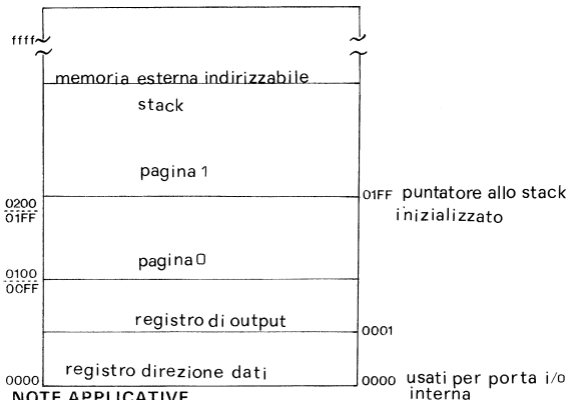 ffff
memoria esterna indirizzabile
stack
pagina 1
0200
01FF
01FF puntatore allo stack
inizializzato
pagina 0
0100
00FF
registro di output
0001
registro direzione dati
0000
0000 usati per porta i/o
interna
NOTE APPLICATIVE